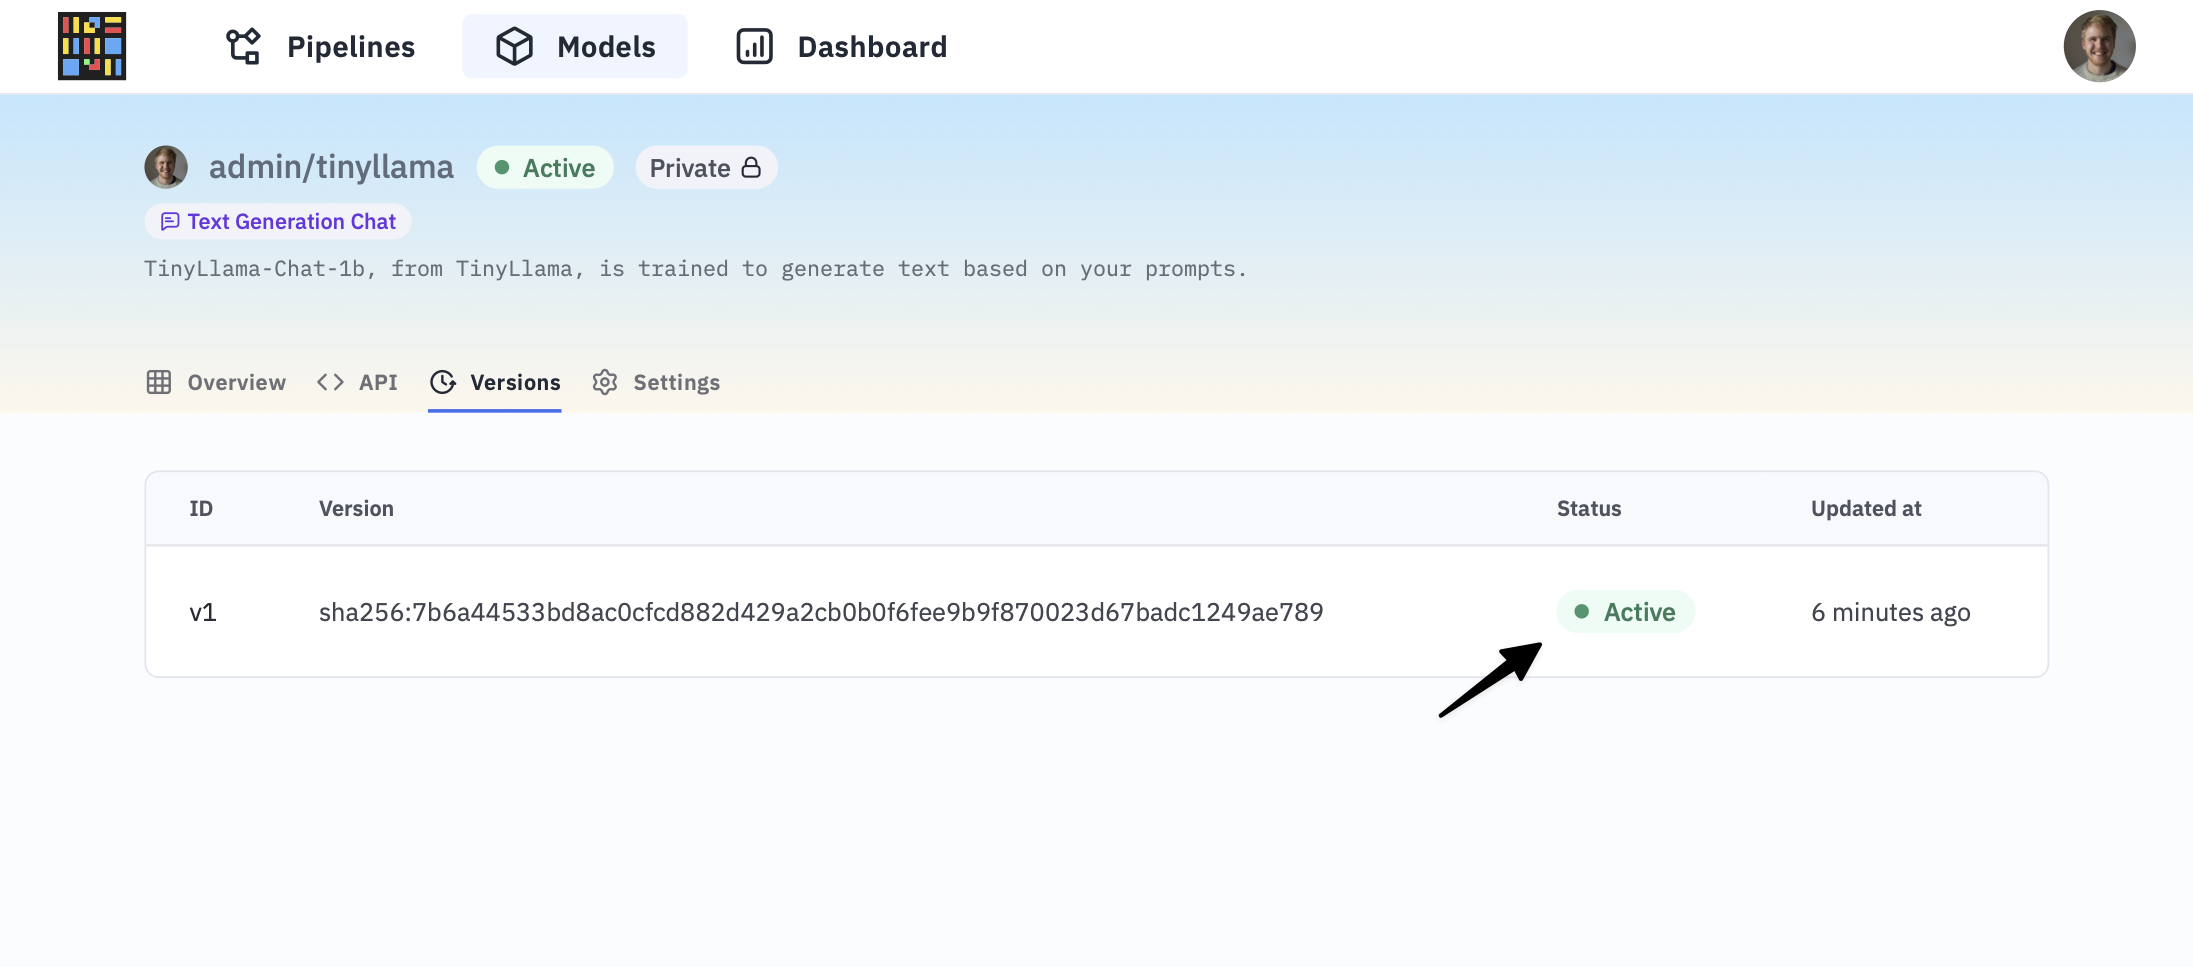 Pipelines Models Dashboard
admin/tinyllama Active Private
Text Generation Chat
TinyLlama-Chat-1b, from TinyLlama, is trained to generate text based on your prompts.
Overview API Versions Settings
ID Version Status Updated at
v1 sha256:7b6a44533bd8ac0cfcd882d429a2cb0b0f6fee9b9f870023d67badc1249ae789 Active 6 minutes ago